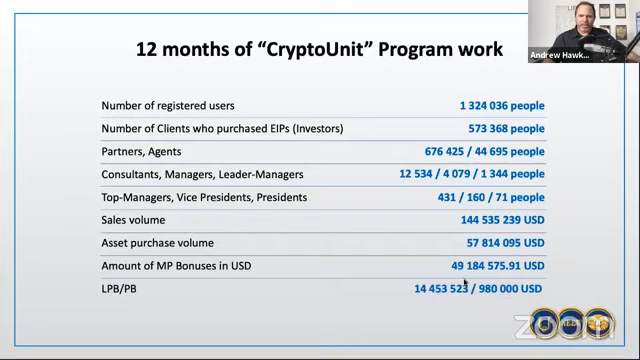 12 months of “CryptoUnit” Program work
Andrew Hawk...
Number of registered users 1 324 036 people
Number of Clients who purchased EIPs (Investors) 573 368 people
Partners, Agents 676 425 / 44 695 people
Consultants, Managers, Leader-Managers 12 534 / 4 079 / 1 344 people
Top-Managers, Vice Presidents, Presidents 431 / 160 / 71 people
Sales volume 144 535 239 USD
Asset purchase volume 57 814 095 USD
Amount of MP Bonuses in USD 49 184 575.91 USD
LPB/PB 14 453 523 / 980 000 USD
zoom